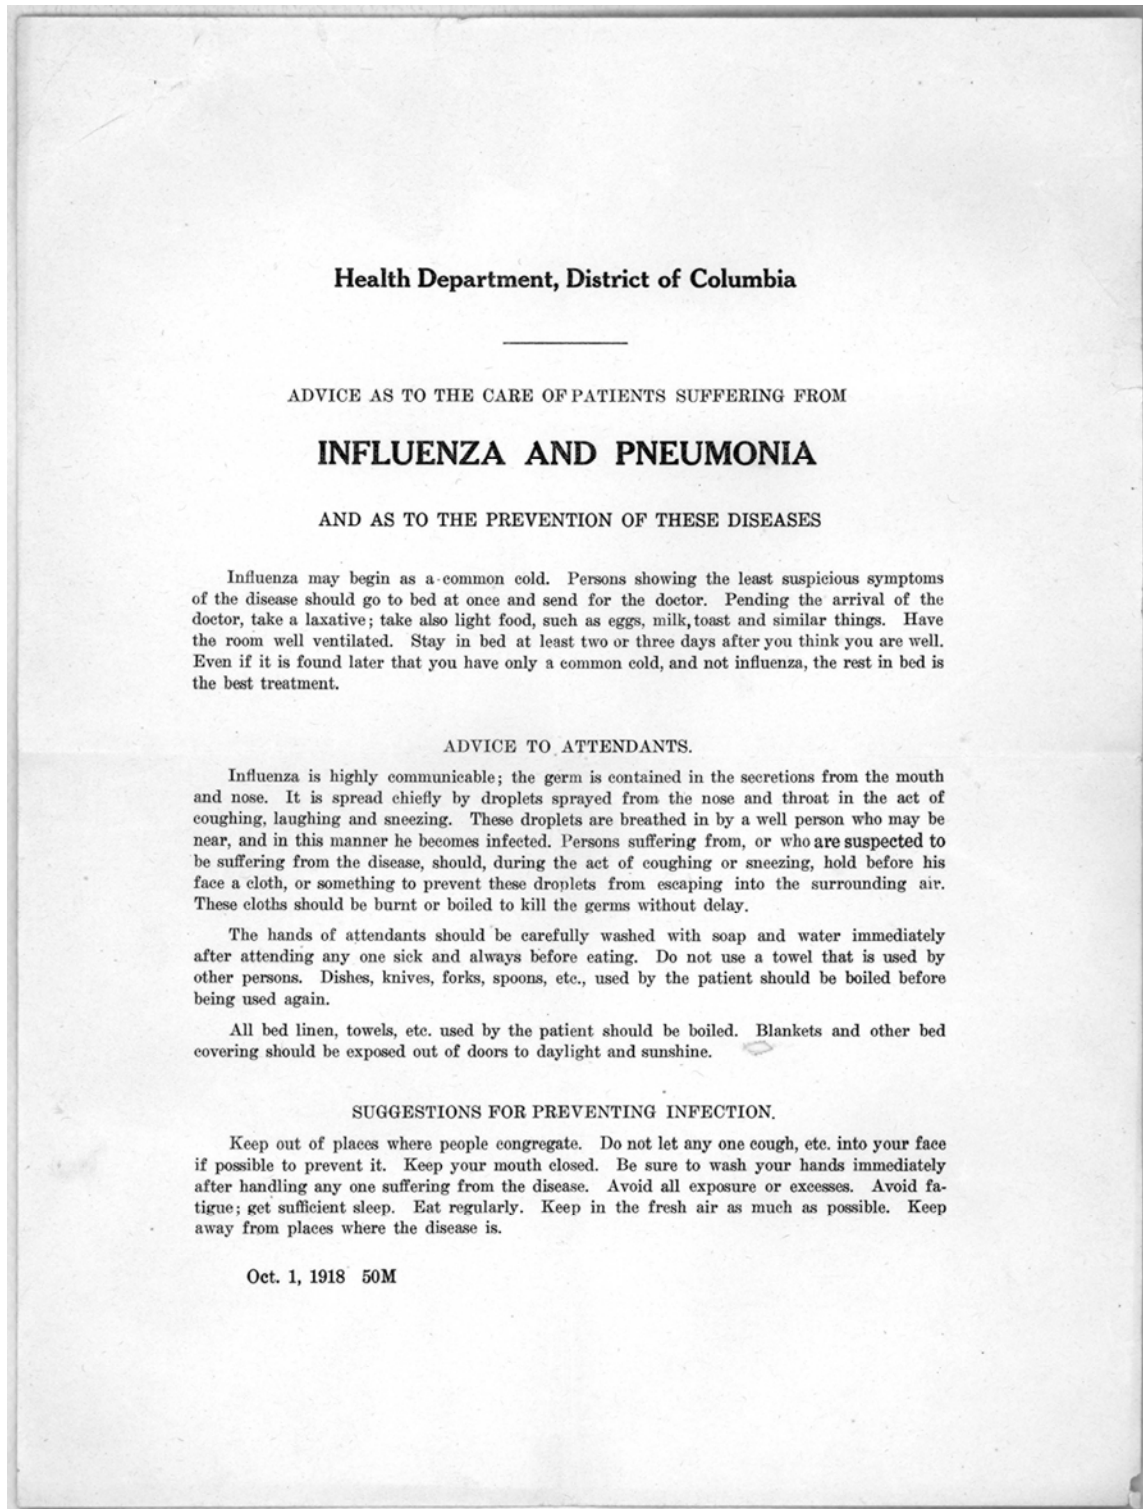 Health Department, District of Columbia
ADVICE AS TO THE CARE OF PATIENTS SUFFERING FROM
INFLUENZA AND PNEUMONIA
AND AS TO THE PREVENTION OF THESE DISEASES
Influenza may begin as a common cold. Persons showing the least suspicious symptoms
of the disease should go to bed at once and send for the doctor. Pending the arrival of the
doctor, take a laxative; take also light food, such as eggs, milk, toast and similar things. Have
the room well ventilated. Stay in bed at least two or three days after you think you are well.
Even if it is found later that you have only a common cold, and not influenza, the rest in bed is
the best treatment.
ADVICE TO ATTENDANTS.
Influenza is highly communicable; the germ is contained in the secretions from the mouth
and nose. It is spread chiefly by droplets sprayed from the nose and throat in the act of
coughing, laughing and sneezing. These droplets are breathed in by a well person who may be
near, and in this manner he becomes infected. Persons suffering from, or who are suspected to
be suffering from the disease, should, during the act of coughing or sneezing, hold before his
face a cloth, or something to prevent these droplets from escaping into the surrounding air.
These cloths should be burnt or boiled to kill the germs without delay.
The hands of attendants should be carefully washed with soap and water immediately
after attending any one sick and always before eating. Do not use a towel that is used by
other persons. Dishes, knives, forks, spoons, etc., used by the patient should be boiled before
being used again.
All bed linen, towels, etc. used by the patient should be boiled. Blankets and other bed
covering should be exposed out of doors to daylight and sunshine.
SUGGESTIONS FOR PREVENTING INFECTION.
Keep out of places where people congregate. Do not let any one cough, etc. into your face
if possible to prevent it. Keep your mouth closed. Be sure to wash your hands immediately
after handling any one suffering from the disease. Avoid all exposure or excesses. Avoid fa-
tigue; get sufficient sleep. Eat regularly. Keep in the fresh air as much as possible. Keep
away from places where the disease is.
Oct. 1, 1918 50M